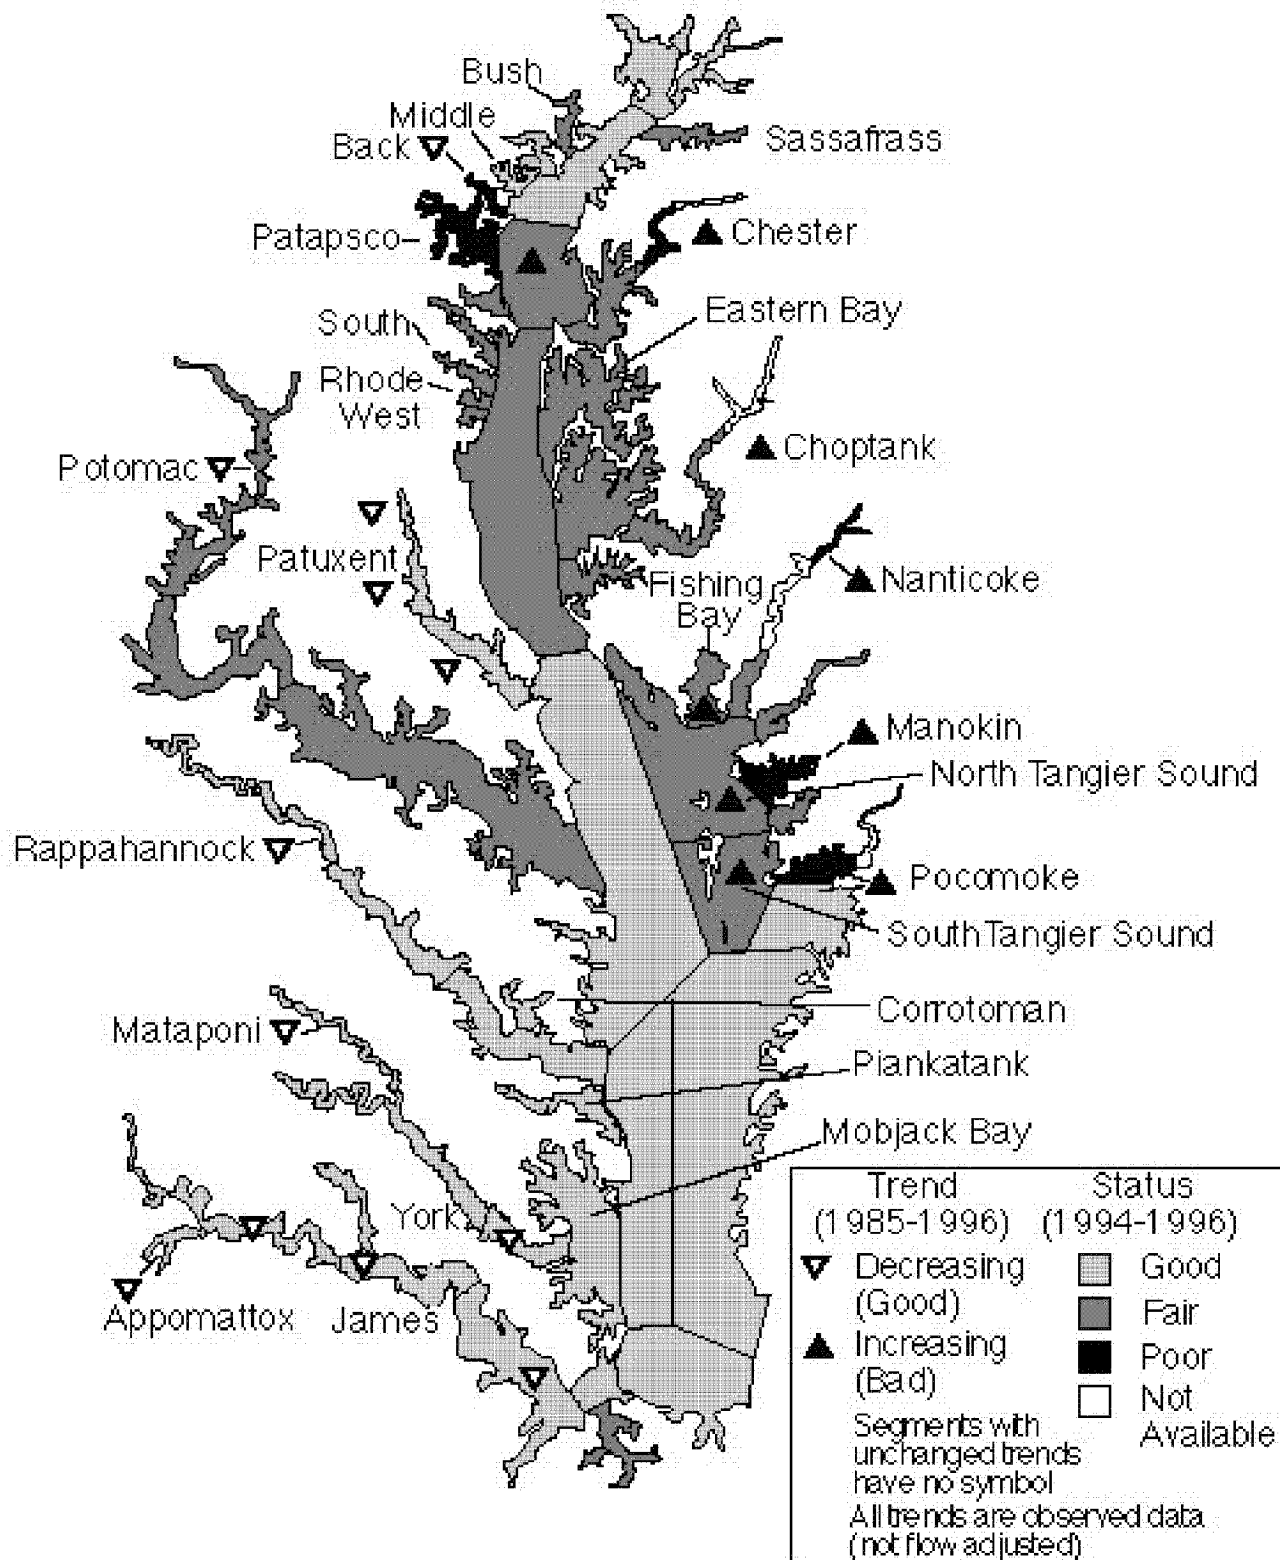 Bush
Middle
Back
Sassafrass
Patapsco
Chester
Eastern Bay
South
Rhode
West
Choptank
Potomac
Patuxent
Fishing
Bay
Nanticoke
Manokin
North Tangier Sound
Rappahannock
Pocomoke
South Tangier Sound
Corrotoman
Mataponi
Piankatank
Mobjack Bay
York
Appomattox
James
Trend
(1985-1996)
Status
(1994-1996)
Decreasing
(Good)
Increasing
(Bad)
Good
Fair
Poor
Not
Available
Segments with
unchanged trends
have no symbol
All trends are observed data
(not flow adjusted)